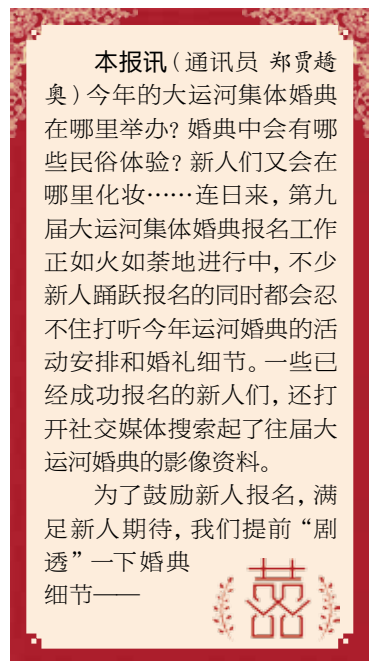 本报讯（通讯员 郑贾趫
奥）今年的大运河集体婚典
在哪里举办？婚典中会有哪
些民俗体验？新人们又会在
哪里化妆……连日来，第九
届大运河集体婚典报名工作
正如火如荼地进行中，不少
新人踊跃报名的同时都会忍
不住打听今年运河婚典的活
动安排和婚礼细节。一些已
经成功报名的新人们，还打
开社交媒体搜索起了往届大
运河婚典的影像资料。
为了鼓励新人报名，满
足新人期待，我们提前“剧
透”一下婚典
细节——
囍